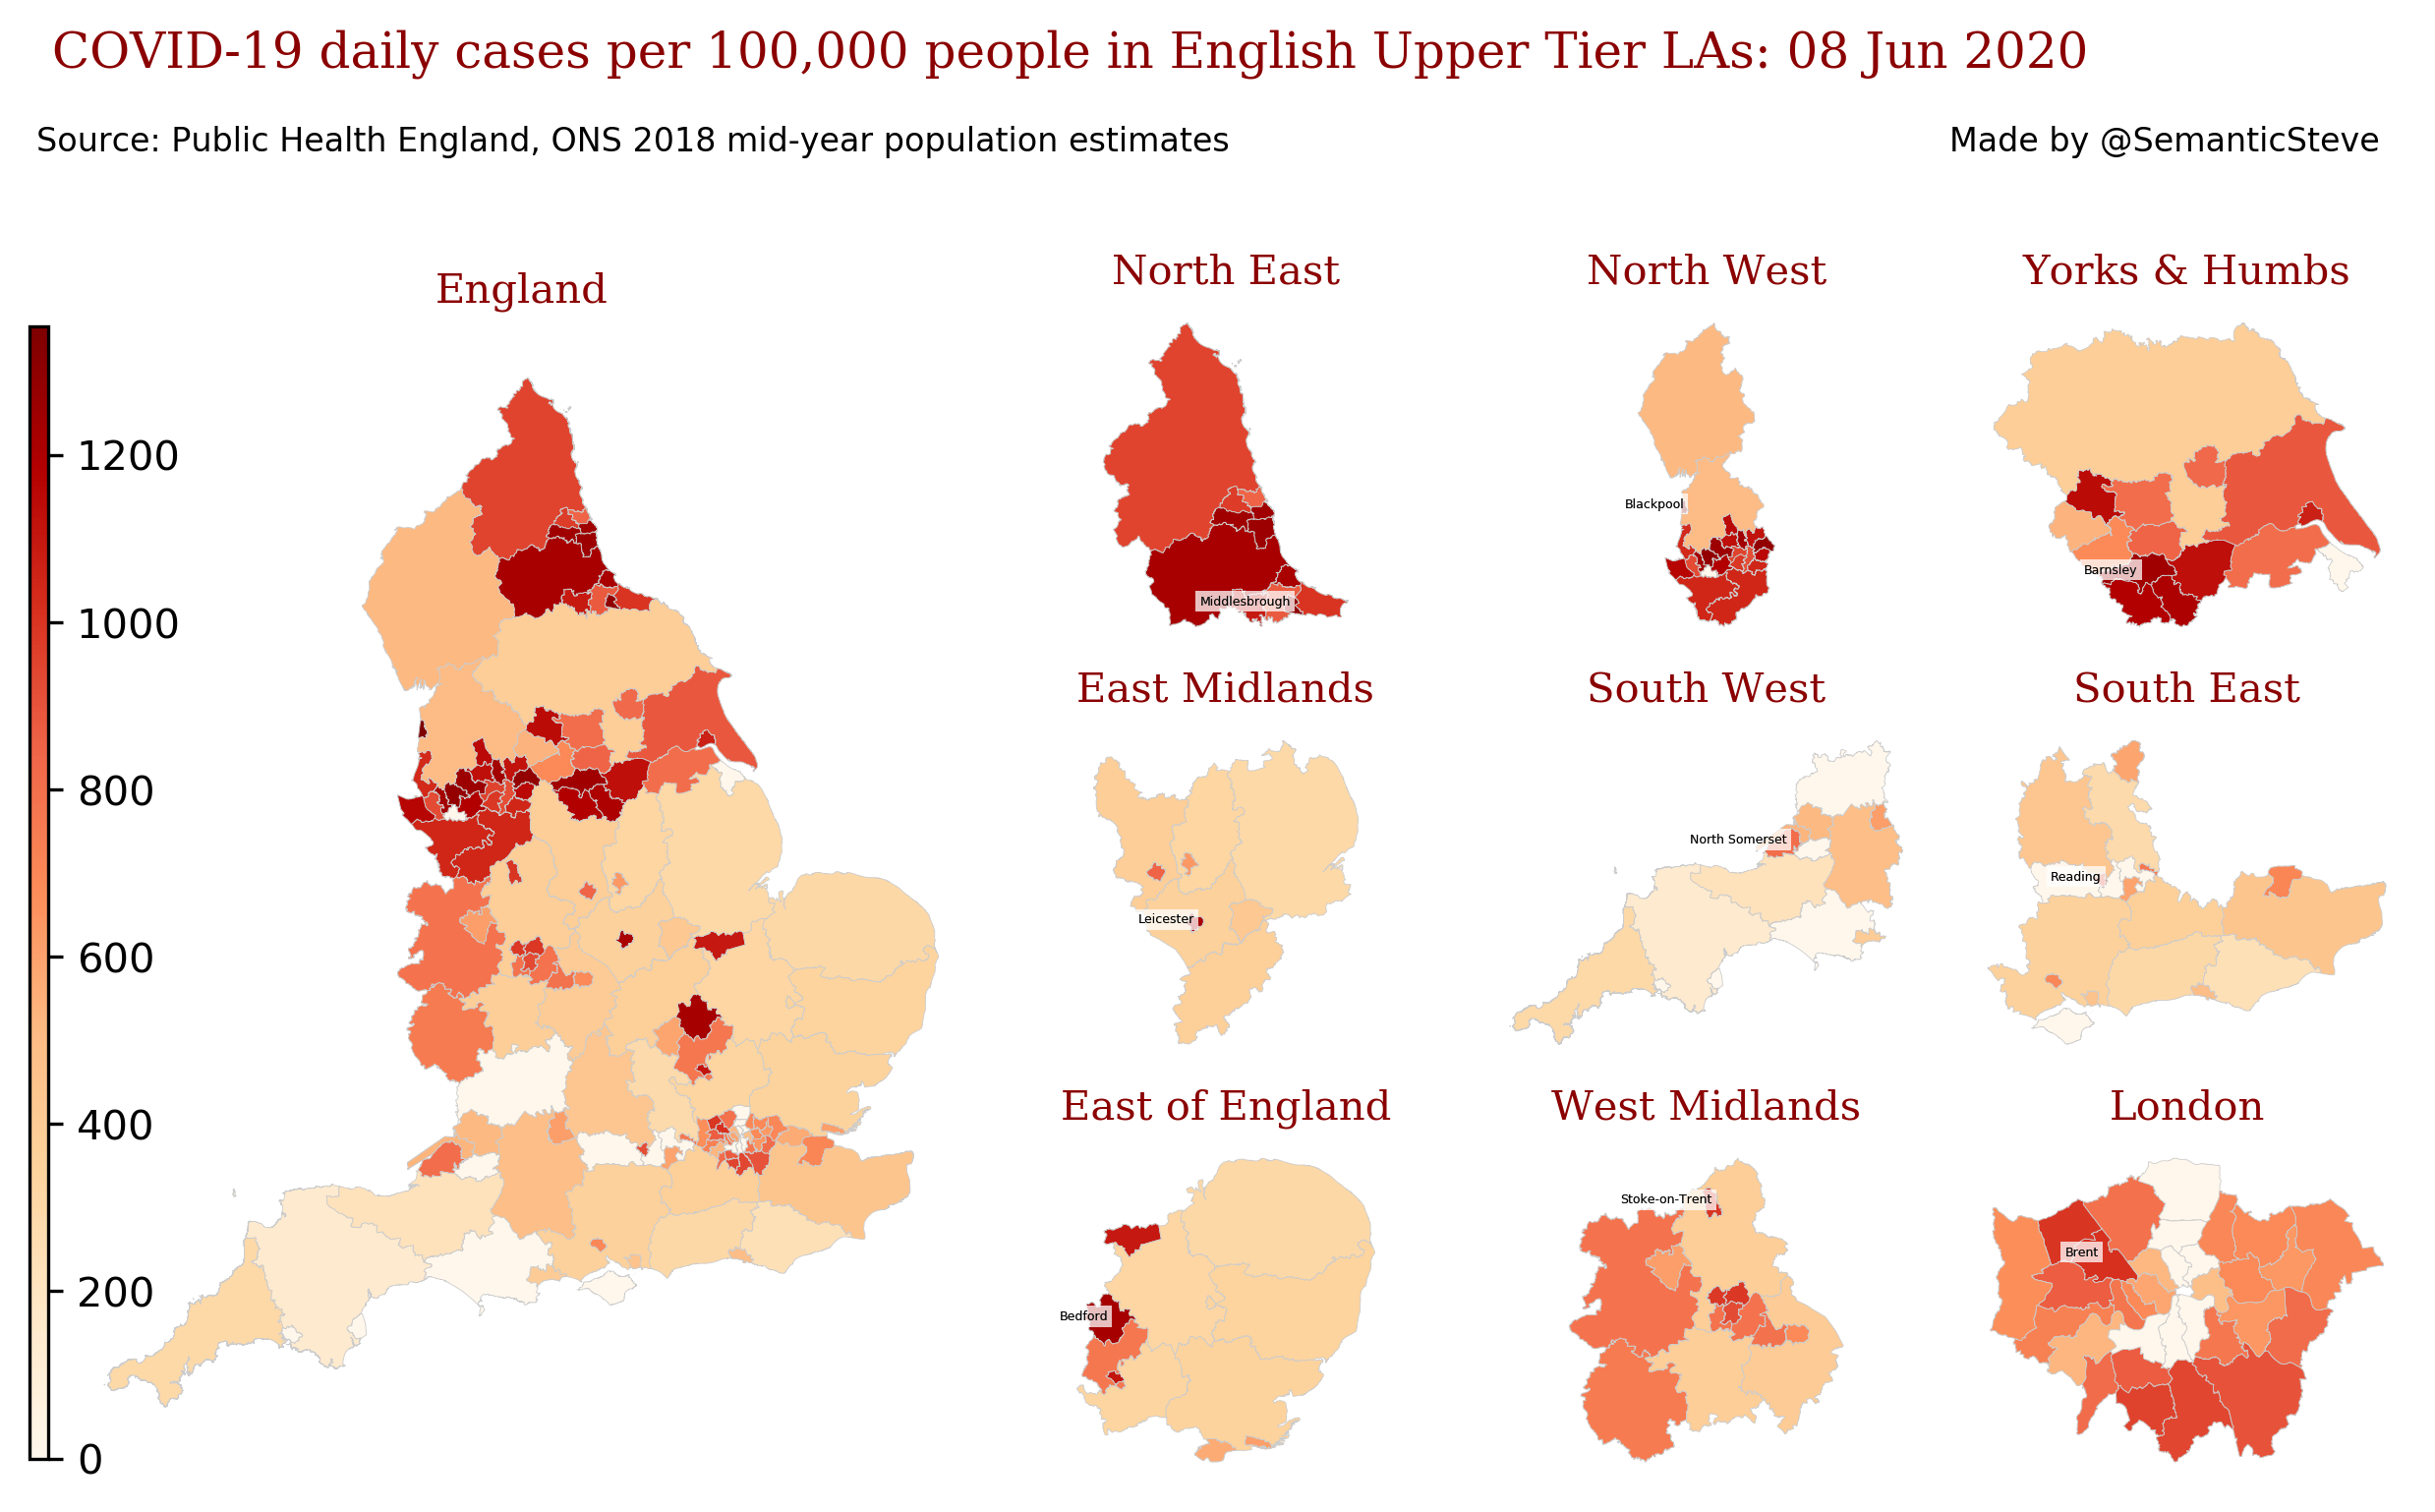 COVID-19 daily cases per 100,000 people in English Upper Tier LAs: 08 Jun 2020
Source: Public Health England, ONS 2018 mid-year population estimates
Made by @SemanticSteve
England
1200
1000
800
600
400
200
0
North East
Middlesbrough
North West
Blackpool
Yorks & Humbs
Barnsley
East Midlands
Leicester
South West
North Somerset
South East
Reading
East of England
Bedford
West Midlands
Stoke-on-Trent
London
Brent